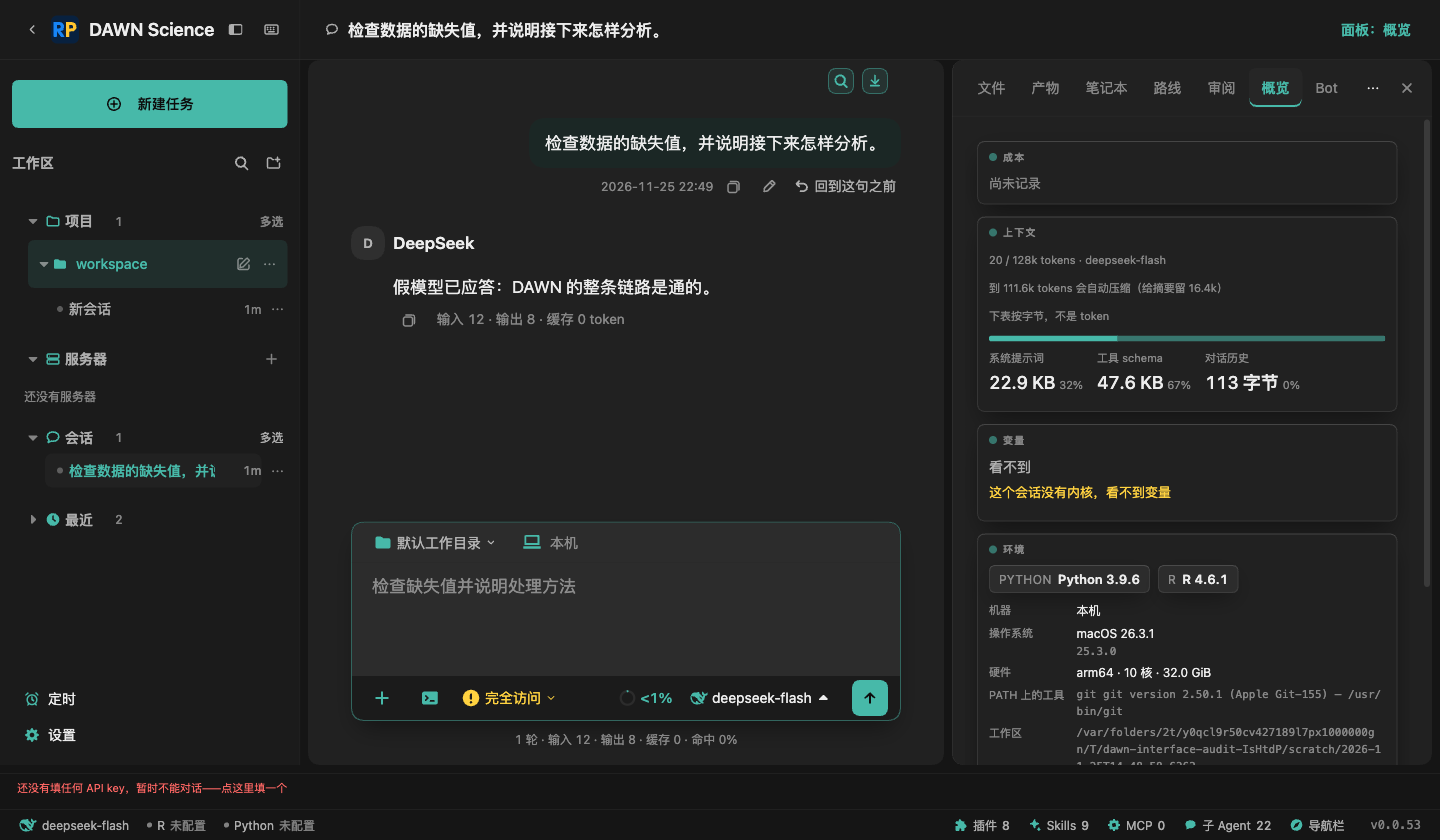 RP DAWN Science
检查数据的缺失值，并说明接下来怎样分析。
面板：概览
新建任务
工作区
项目 1 多选
workspace
新会话 1m
服务器
还没有服务器
会话 1 多选
检查数据的缺失值，并 1m
最近 2
定时
设置
检查数据的缺失值，并说明接下来怎样分析。
2026-11-25 22:49 回到这句之前
D DeepSeek
假模型已应答：DAWN 的整条链路是通的。
输入 12 · 输出 8 · 缓存 0 token
默认工作目录 本机
检查缺失值并说明处理方法
完全访问 <1% deepseek-flash
1 轮 · 输入 12 · 输出 8 · 缓存 0 · 命中 0%
文件 产物 笔记本 路线 审阅 概览 Bot
成本
尚未记录
上下文
20 / 128k tokens · deepseek-flash
到 111.6k tokens 会自动压缩（给摘要留 16.4k）
下表按字节，不是 token
系统提示词 工具 schema 对话历史
22.9 KB 32% 47.6 KB 67% 113 字节 0%
变量
看不到
这个会话没有内核，看不到变量
环境
PYTHON Python 3.9.6 R R 4.6.1
机器 本机
操作系统 macOS 26.3.1
25.3.0
硬件 arm64 · 10 核 · 32.0 GiB
PATH 上的工具 git git version 2.50.1 (Apple Git-155) — /usr/
bin/git
工作区 /var/folders/2t/y0qcl9r50cv427189l7px1000000g
n/T/dawn-interface-audit-IsHtdP/scratch/2026-1
还没有填任何 API key，暂时不能对话——点这里填一个
deepseek-flash R 未配置 Python 未配置
插件 8 Skills 9 MCP 0 子 Agent 22 导航栏 v0.0.53